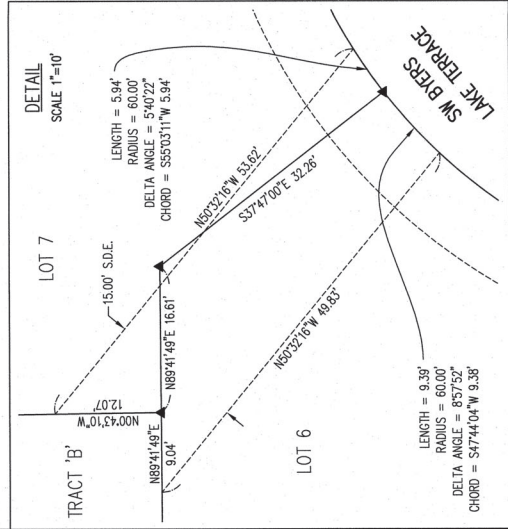 DETAIL
SCALE 1"=10'
LOT 7
LENGTH = 5.94'
RADIUS = 60.00'
DELTA ANGLE = 5°40'22"
CHORD = S55°03'11"W 5.94'
15.00' S.D.E.
N50°32'16"W 53.62'
S37°47'00"E 32.26'
SW BYERS
LAKE TERRACE
TRACT 'B'
N00°43'10"W
12.07'
N89°41'49"E 16.61'
N89°41'49"E
9.04'
N50°32'16"W 49.83'
LOT 6
LENGTH = 9.39'
RADIUS = 60.00'
DELTA ANGLE = 8°57'52"
CHORD = S47°44'04"W 9.38'